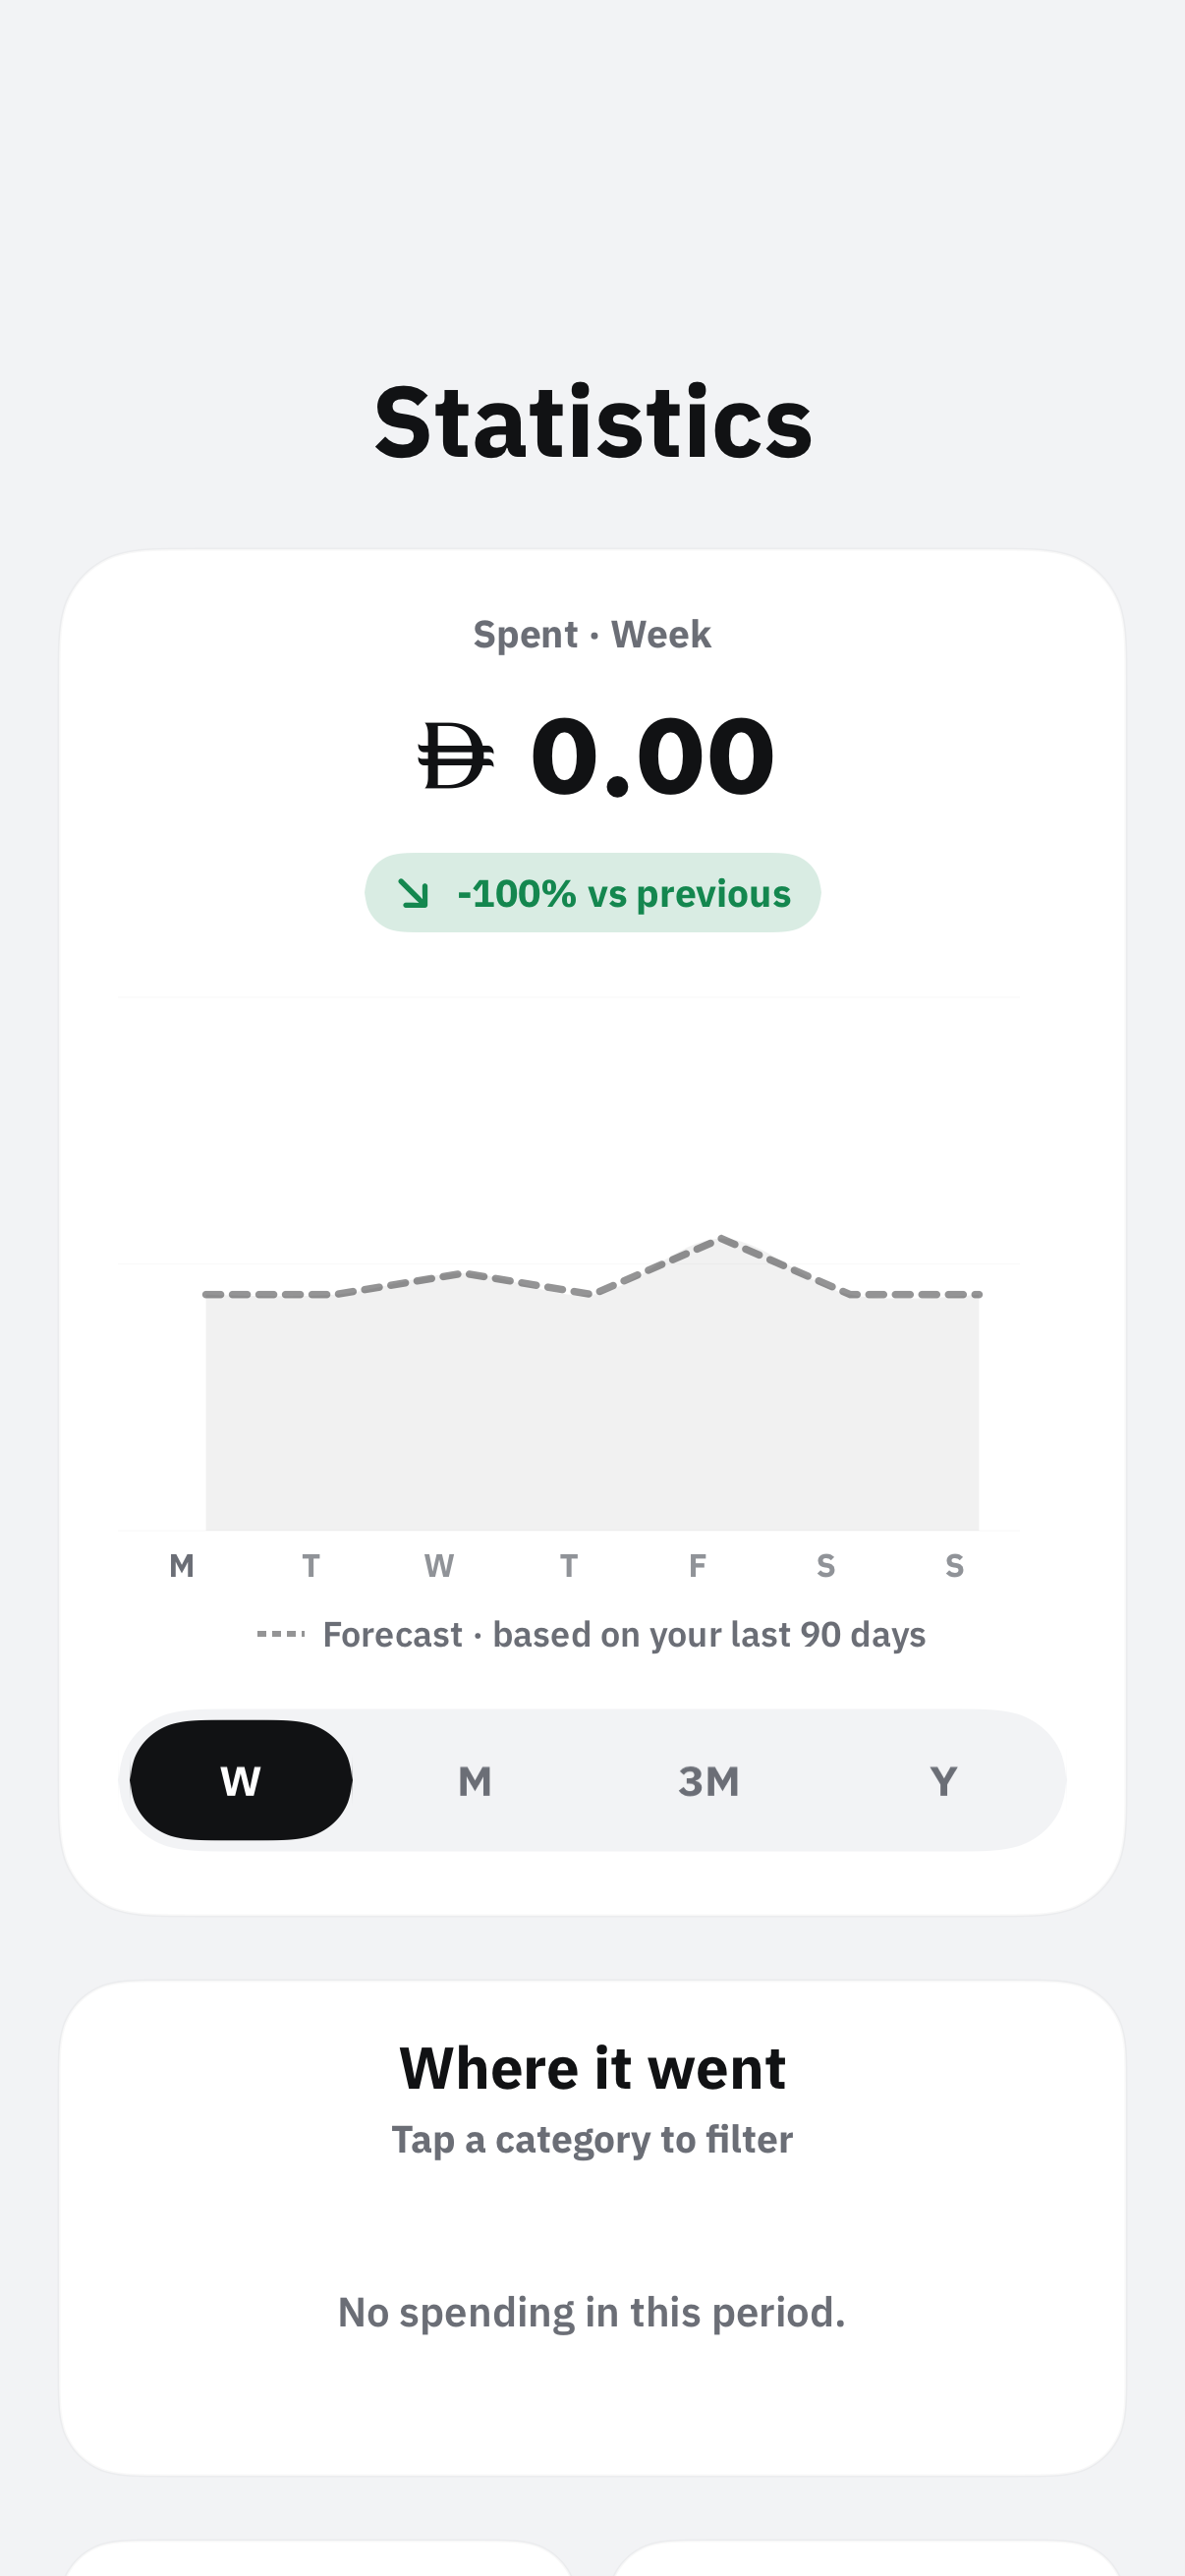 Statistics
Spent · Week
 0.00
-100% vs previous
M T W T F S S
Forecast · based on your last 90 days
W M 3M Y
Where it went
Tap a category to filter
No spending in this period.